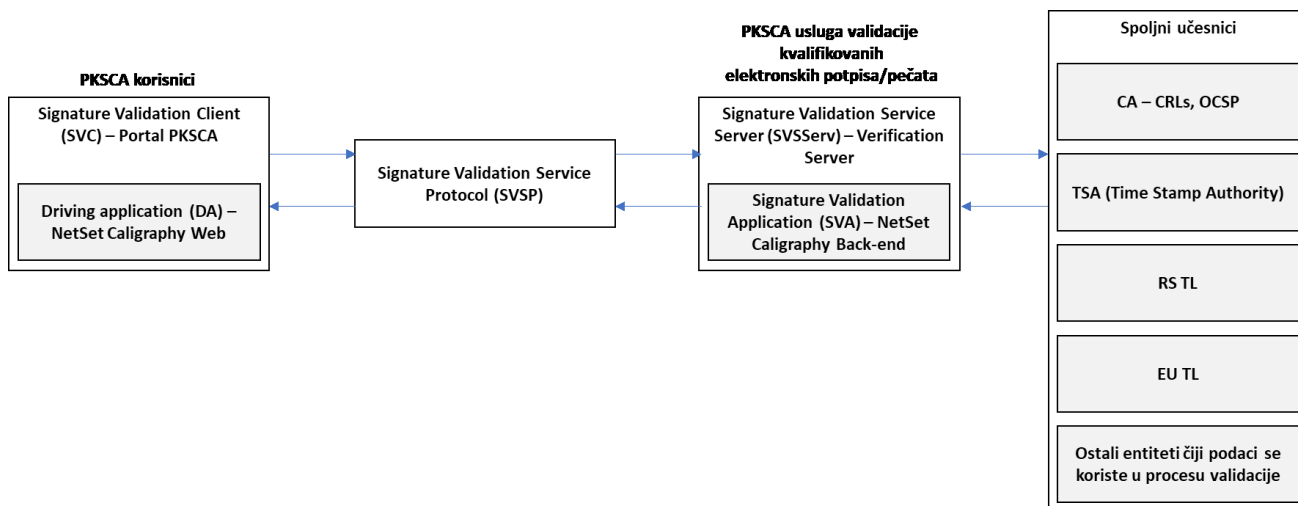 PKSCA korisnici
Signature Validation Client
(SVC) – Portal PKSCA
Driving application (DA) –
NetSet Caligraphy Web
Signature Validation Service
Protocol (SVSP)
PKSCA usluga validacije
kvalifikovanih
elektronskih potpisa/pečata
Signature Validation Service
Server (SVSServ) – Verification
Server
Signature Validation
Application (SVA) – NetSet
Caligraphy Back-end
Spoljni učesnici
CA – CRLs, OCSP
TSA (Time Stamp Authority)
RS TL
EU TL
Ostali entiteti čiji podaci se
koriste u procesu validacije